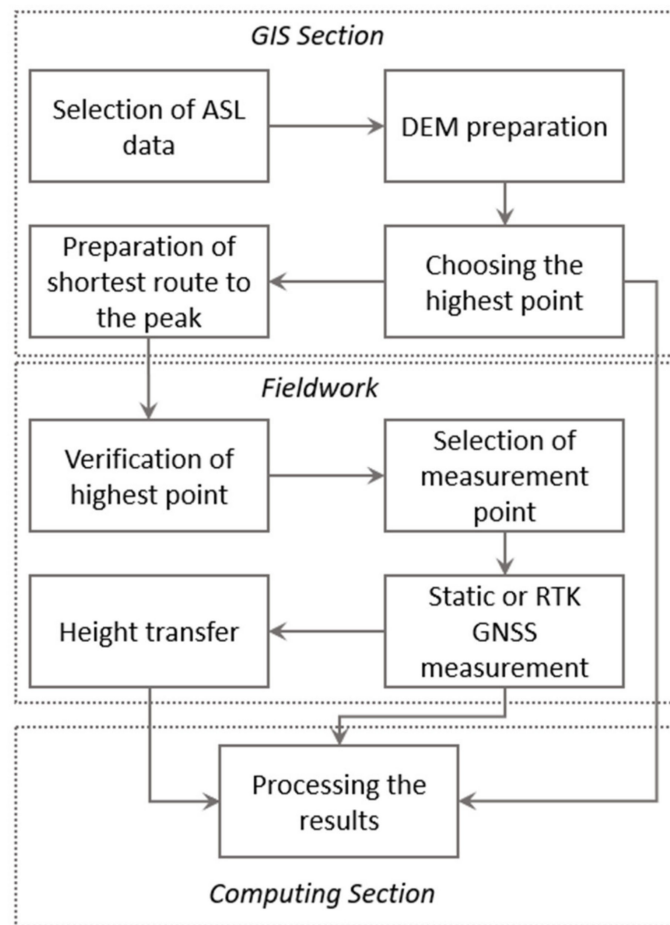 GIS Section
Selection of ASL
data
DEM preparation
Preparation of
shortest route to
the peak
Choosing the
highest point
Fieldwork
Verification of
highest point
Selection of
measurement
point
Height transfer
Static or RTK
GNSS
measurement
Processing the
results
Computing Section